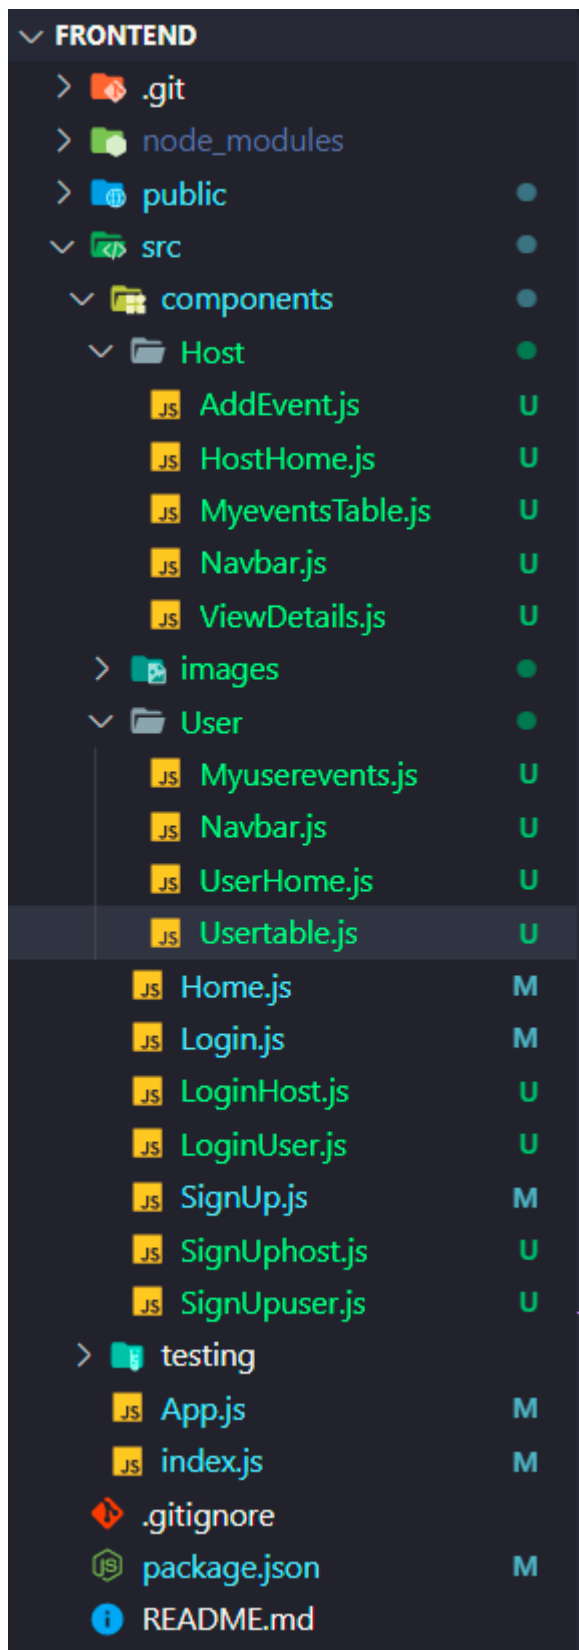 FRONTEND
.git
node_modules
public
src
components
Host
AddEvent.js U
HostHome.js U
MyeventsTable.js U
Navbar.js U
ViewDetails.js U
images
User
Myuserevents.js U
Navbar.js U
UserHome.js U
Usertable.js U
Home.js M
Login.js M
LoginHost.js U
LoginUser.js U
SignUp.js M
SignUphost.js U
SignUpuser.js U
testing
App.js M
index.js M
.gitignore
package.json M
README.md